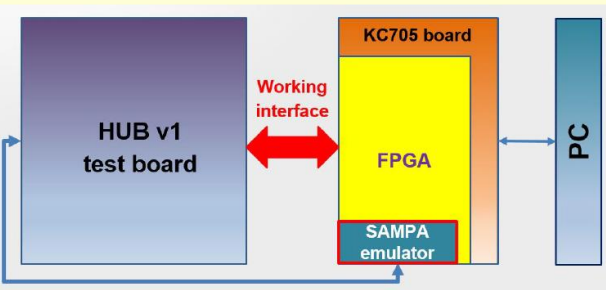 HUB v1
test board
Working
interface
KC705 board
FPGA
SAMPA
emulator
PC